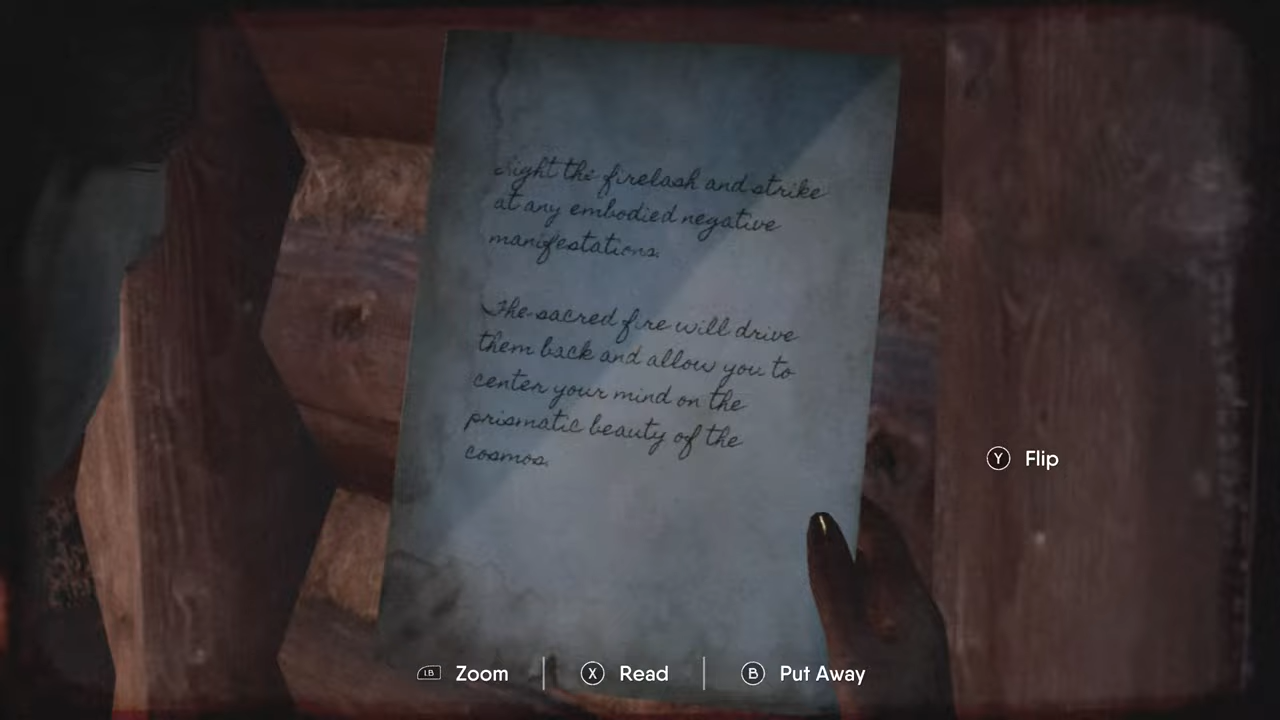 Light the firelash and strike
at any embodied negative
manifestations.
The sacred fire will drive
them back and allow you to
center your mind on the
prismatic beauty of the
cosmos.
Y Flip
LB Zoom X Read B Put Away